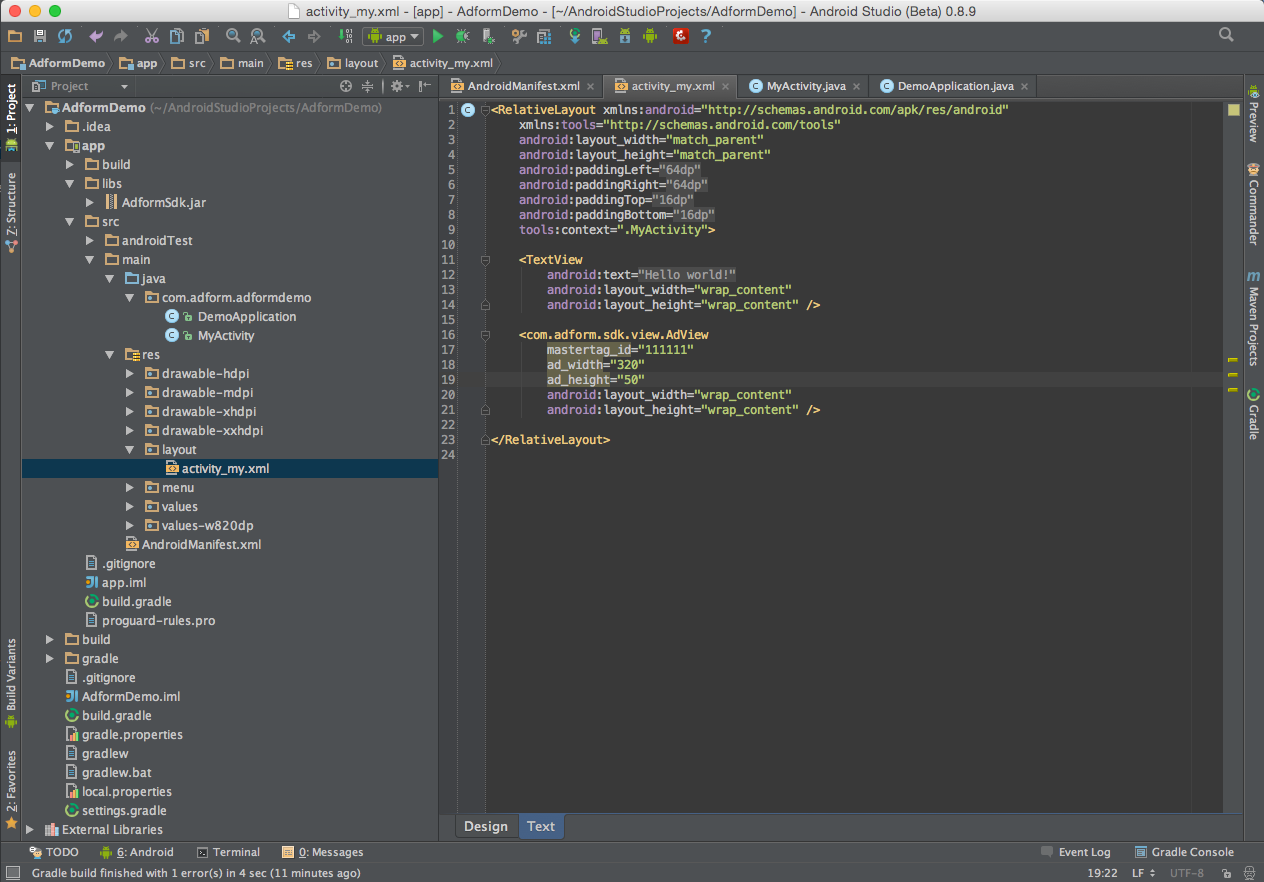 activity_my.xml - [app] - AdformDemo - [~/AndroidStudioProjects/AdformDemo] - Android Studio (Beta) 0.8.9
app
AdformDemo app src main res layout activity_my.xml
1: Project
Z: Structure
Build Variants
2: Favorites
Project
AdformDemo (~/AndroidStudioProjects/AdformDemo)
.idea
app
build
libs
AdformSdk.jar
src
androidTest
main
java
com.adform.adformdemo
DemoApplication
MyActivity
res
drawable-hdpi
drawable-mdpi
drawable-xhdpi
drawable-xxhdpi
layout
activity_my.xml
menu
values
values-w820dp
AndroidManifest.xml
.gitignore
app.iml
build.gradle
proguard-rules.pro
build
gradle
.gitignore
AdformDemo.iml
build.gradle
gradle.properties
gradlew
gradlew.bat
local.properties
settings.gradle
External Libraries
AndroidManifest.xml activity_my.xml MyActivity.java DemoApplication.java
1 <RelativeLayout xmlns:android="http://schemas.android.com/apk/res/android"
2 xmlns:tools="http://schemas.android.com/tools"
3 android:layout_width="match_parent"
4 android:layout_height="match_parent"
5 android:paddingLeft="64dp"
6 android:paddingRight="64dp"
7 android:paddingTop="16dp"
8 android:paddingBottom="16dp"
9 tools:context=".MyActivity">
10
11 <TextView
12 android:text="Hello world!"
13 android:layout_width="wrap_content"
14 android:layout_height="wrap_content" />
15
16 <com.adform.sdk.view.AdView
17 mastertag_id="111111"
18 ad_width="320"
19 ad_height="50"
20 android:layout_width="wrap_content"
21 android:layout_height="wrap_content" />
22
23 </RelativeLayout>
24
Design Text
Preview
Commander
Maven Projects
Gradle
TODO 6: Android Terminal 0: Messages Event Log Gradle Console
Gradle build finished with 1 error(s) in 4 sec (11 minutes ago) 19:22 LF UTF-8